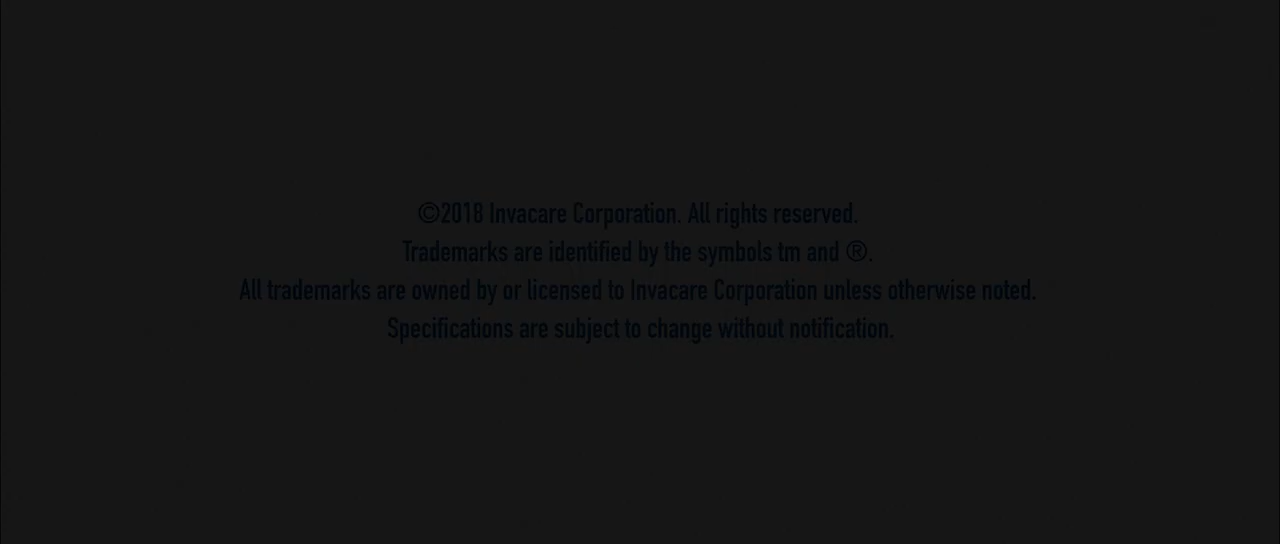 ©2018 Invacare Corporation. All rights reserved.
Trademarks are identified by the symbols tm and ®.
All trademarks are owned by or licensed to Invacare Corporation unless otherwise noted.
Specifications are subject to change without notification.